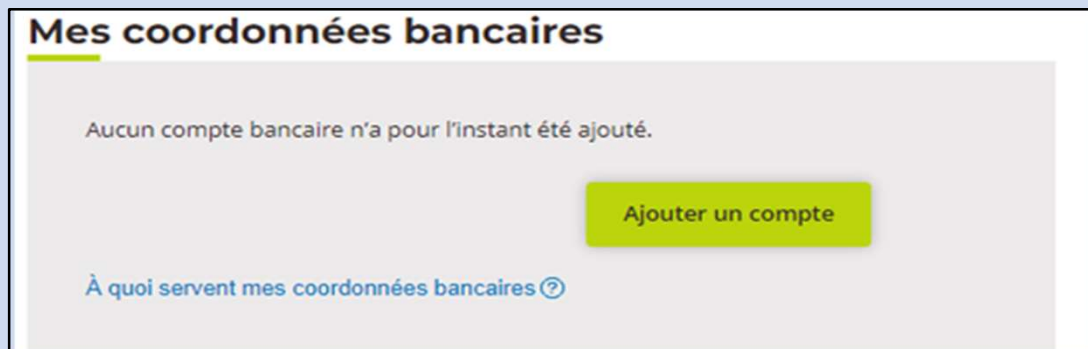 Mes coordonnées bancaires
Aucun compte bancaire n'a pour l'instant été ajouté.
Ajouter un compte
À quoi servent mes coordonnées bancaires ?